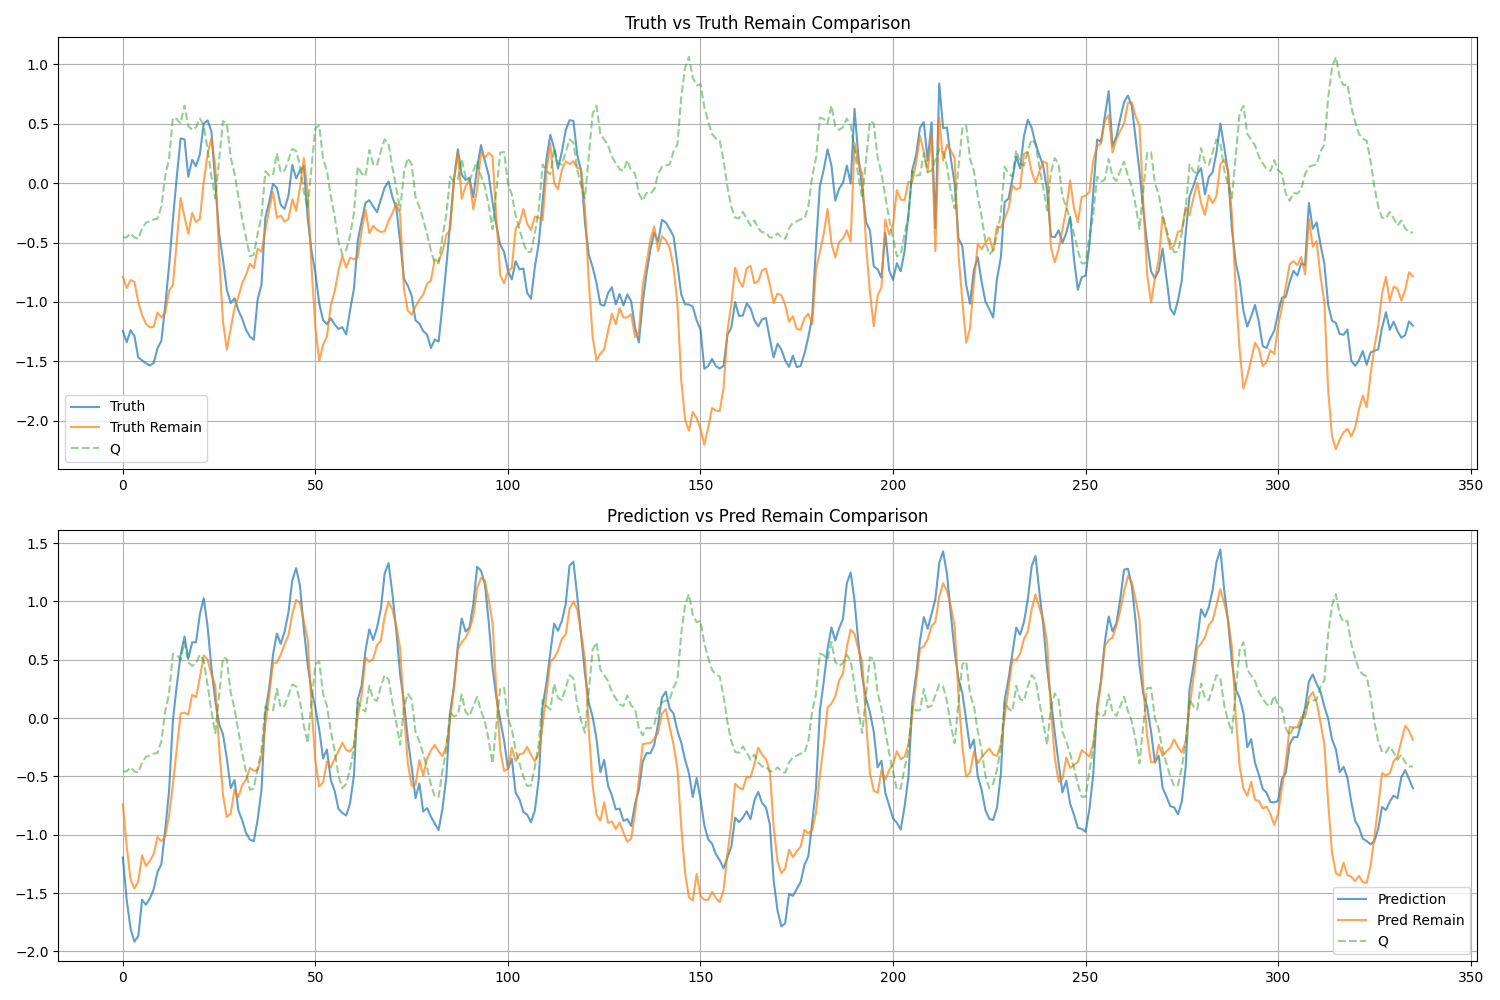 Truth vs Truth Remain Comparison
1.0
0.5
0.0
−0.5
−1.0
−1.5
−2.0
Truth
Truth Remain
Q
0 50 100 150 200 250 300 350
Prediction vs Pred Remain Comparison
1.5
1.0
0.5
0.0
−0.5
−1.0
−1.5
−2.0
Prediction
Pred Remain
Q
0 50 100 150 200 250 300 350